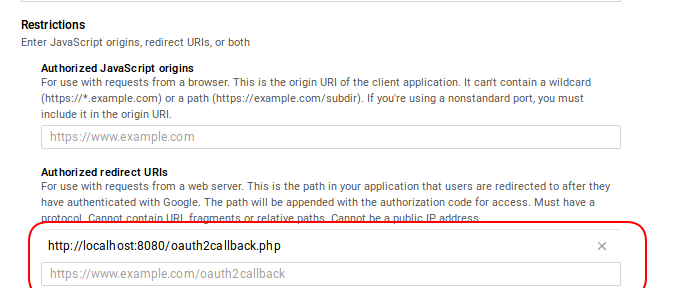 Restrictions
Enter JavaScript origins, redirect URIs, or both
Authorized JavaScript origins
For use with requests from a browser. This is the origin URI of the client application. It can't contain a wildcard
(https://*.example.com) or a path (https://example.com/subdir). If you're using a nonstandard port, you must
include it in the origin URI.
https://www.example.com
Authorized redirect URIs
For use with requests from a web server. This is the path in your application that users are redirected to after they
have authenticated with Google. The path will be appended with the authorization code for access. Must have a
protocol. Cannot contain URL fragments or relative paths. Cannot be a public IP address.
http://localhost:8080/oauth2callback.php
https://www.example.com/oauth2callback